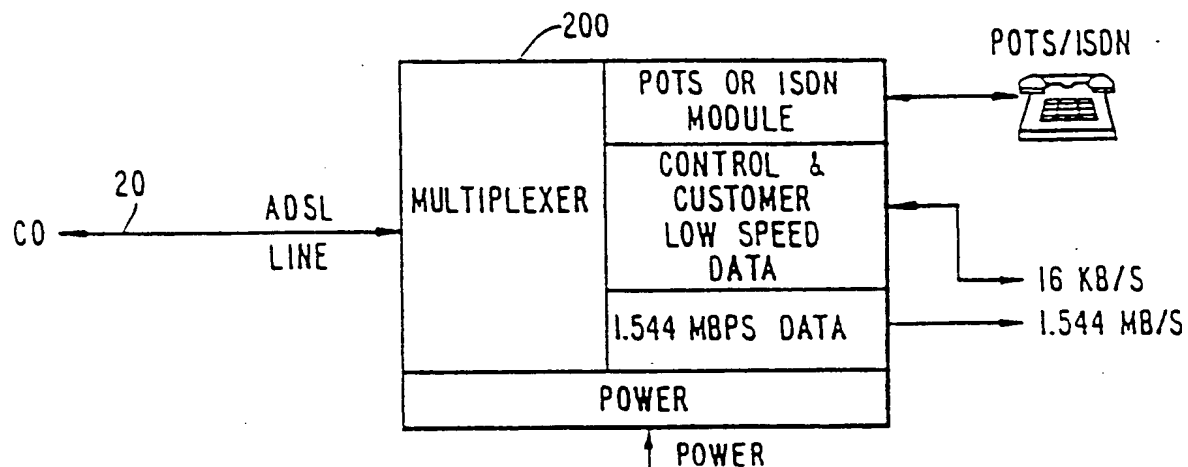 200
POTS/ISDN
POTS OR ISDN
MODULE
20
CO
ADSL
LINE
MULTIPLEXER
CONTROL &
CUSTOMER
LOW SPEED
DATA
16 KB/S
1.544 MBPS DATA
1.544 MB/S
POWER
POWER